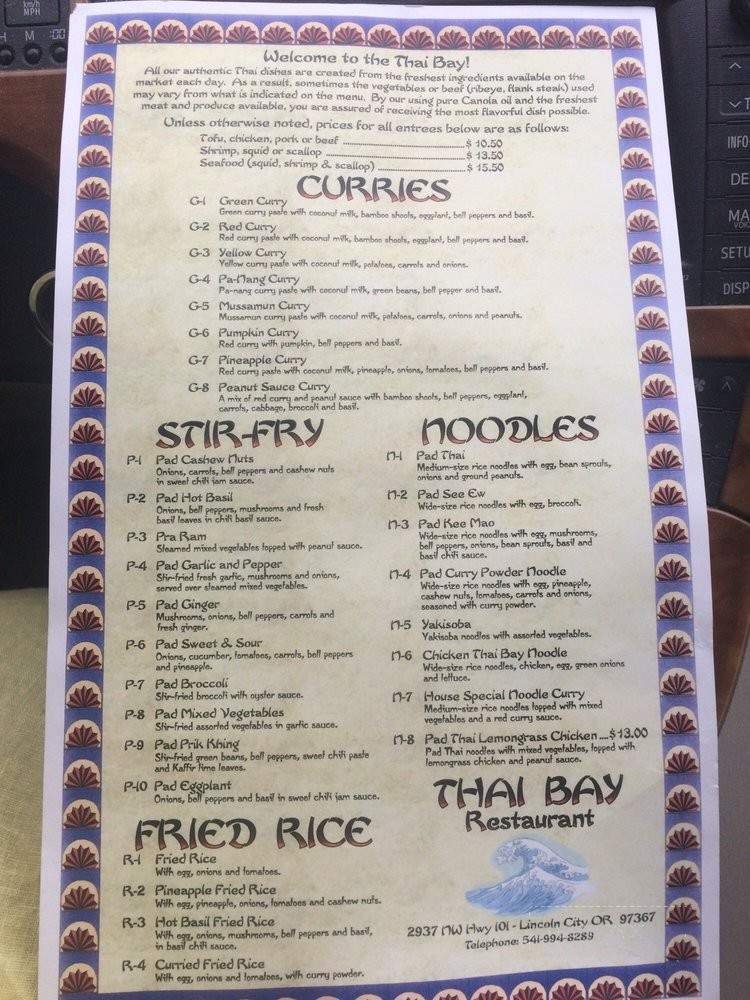 km/h
MPH
H M :00
Welcome to the Thai Bay!
All our authentic Thai dishes are created from the freshest ingredients available on the
market each day. As a result, sometimes the vegetables or beef (ribeye, flank steak) used
may vary from what is indicated on the menu. By our using pure Canola oil and the freshest
meat and produce available, you are assured of receiving the most flavorful dish possible.
Unless otherwise noted, prices for all entrees below are as follows:
Tofu, chicken, pork or beef ........ $ 10.50
Shrimp, squid or scallop ........ $ 13.50
Seafood (squid, shrimp & scallop) ........ $ 15.50
CURRIES
G-1 Green Curry
Green curry paste with coconut milk, bamboo shoots, eggplant, bell peppers and basil.
G-2 Red Curry
Red curry paste with coconut milk, bamboo shoots, eggplant, bell peppers and basil.
G-3 Yellow Curry
Yellow curry paste with coconut milk, potatoes, carrots and onions.
G-4 Pa-Nang Curry
Pa-nang curry paste with coconut milk, green beans, bell pepper and basil.
G-5 Mussamun Curry
Mussamun curry paste with coconut milk, potatoes, carrots, onions and peanuts.
G-6 Pumpkin Curry
Red curry with pumpkin, bell peppers and basil.
G-7 Pineapple Curry
Red curry paste with coconut milk, pineapple, onions, tomatoes, bell peppers and basil.
G-8 Peanut Sauce Curry
A mix of red curry and peanut sauce with bamboo shoots, bell peppers, eggplant,
carrots, cabbage, broccoli and basil.
STIR-FRY
P-1 Pad Cashew Nuts
Onions, carrots, bell peppers and cashew nuts
in sweet chili jam sauce.
P-2 Pad Hot Basil
Onions, bell peppers, mushrooms and fresh
basil leaves in chili basil sauce.
P-3 Pra Ram
Steamed mixed vegetables topped with peanut sauce.
P-4 Pad Garlic and Pepper
Stir-fried fresh garlic, mushrooms and onions,
served over steamed mixed vegetables.
P-5 Pad Ginger
Mushrooms, onions, bell peppers, carrots and
fresh ginger.
P-6 Pad Sweet & Sour
Onions, cucumber, tomatoes, carrots, bell peppers
and pineapple.
P-7 Pad Broccoli
Stir-fried broccoli with oyster sauce.
P-8 Pad Mixed Vegetables
Stir-fried assorted vegetables in garlic sauce.
P-9 Pad Prik Khing
Stir-fried green beans, bell peppers, sweet chili paste
and Kaffir lime leaves.
P-10 Pad Eggplant
Onions, bell peppers and basil in sweet chili jam sauce.
FRIED RICE
R-1 Fried Rice
With egg, onions and tomatoes.
R-2 Pineapple Fried Rice
With egg, pineapple, onions, tomatoes and cashew nuts.
R-3 Hot Basil Fried Rice
With egg, onions, mushrooms, bell peppers and basil,
in basil chili sauce.
R-4 Curried Fried Rice
With egg, onions and tomatoes, with curry powder.
NOODLES
N-1 Pad Thai
Medium-size rice noodles with egg, bean sprouts,
onions and ground peanuts.
N-2 Pad See Ew
Wide-size rice noodles with egg, broccoli.
N-3 Pad Kee Mao
Wide-size rice noodles with egg, mushrooms,
bell peppers, onions, bean sprouts, basil and
basil chili sauce.
N-4 Pad Curry Powder Noodle
Wide-size rice noodles with egg, pineapple,
cashew nuts, tomatoes, carrots and onions,
seasoned with curry powder.
N-5 Yakisoba
Yakisoba noodles with assorted vegetables.
N-6 Chicken Thai Bay Noodle
Wide-size rice noodles, chicken, egg, green onions
and lettuce.
N-7 House Special Noodle Curry
Medium-size rice noodles topped with mixed
vegetables and a red curry sauce.
N-8 Pad Thai Lemongrass Chicken ...$ 13.00
Pad Thai noodles with mixed vegetables, topped with
lemongrass chicken and peanut sauce.
THAI BAY
Restaurant
2937 NW Hwy 101 - Lincoln City OR 97367
Telephone: 541-994-8289
INFO
DE
MA
VOIC
SETU
DISP